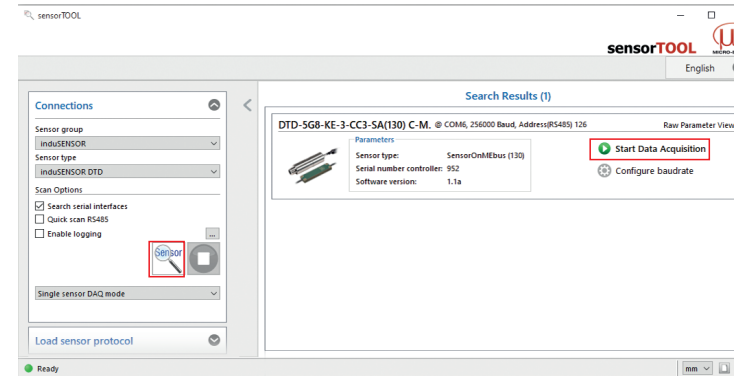 sensorTOOL
sensorTOOL
English
Connections
Sensor group
induSENSOR
Sensor type
induSENSOR DTD
Scan Options
Search serial interfaces
Quick scan RS485
Enable logging
...
Sensor
Single sensor DAQ mode
Load sensor protocol
Search Results (1)
DTD-5G8-KE-3-CC3-SA(130) C-M. @ COM6, 256000 Baud, Address(RS485) 126 Raw Parameter View
Parameters
Sensor type: SensorOnMEbus (130)
Serial number controller: 952
Software version: 1.1a
Start Data Acquisition
Configure baudrate
Ready
mm